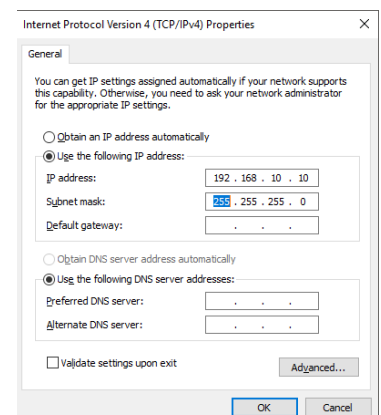 Internet Protocol Version 4 (TCP/IPv4) Properties
General
You can get IP settings assigned automatically if your network supports
this capability. Otherwise, you need to ask your network administrator
for the appropriate IP settings.
Obtain an IP address automatically
Use the following IP address:
IP address: 192 . 168 . 10 . 10
Subnet mask: 255 . 255 . 255 . 0
Default gateway: . . .
Obtain DNS server address automatically
Use the following DNS server addresses:
Preferred DNS server: . . .
Alternate DNS server: . . .
Validate settings upon exit
Advanced...
OK Cancel